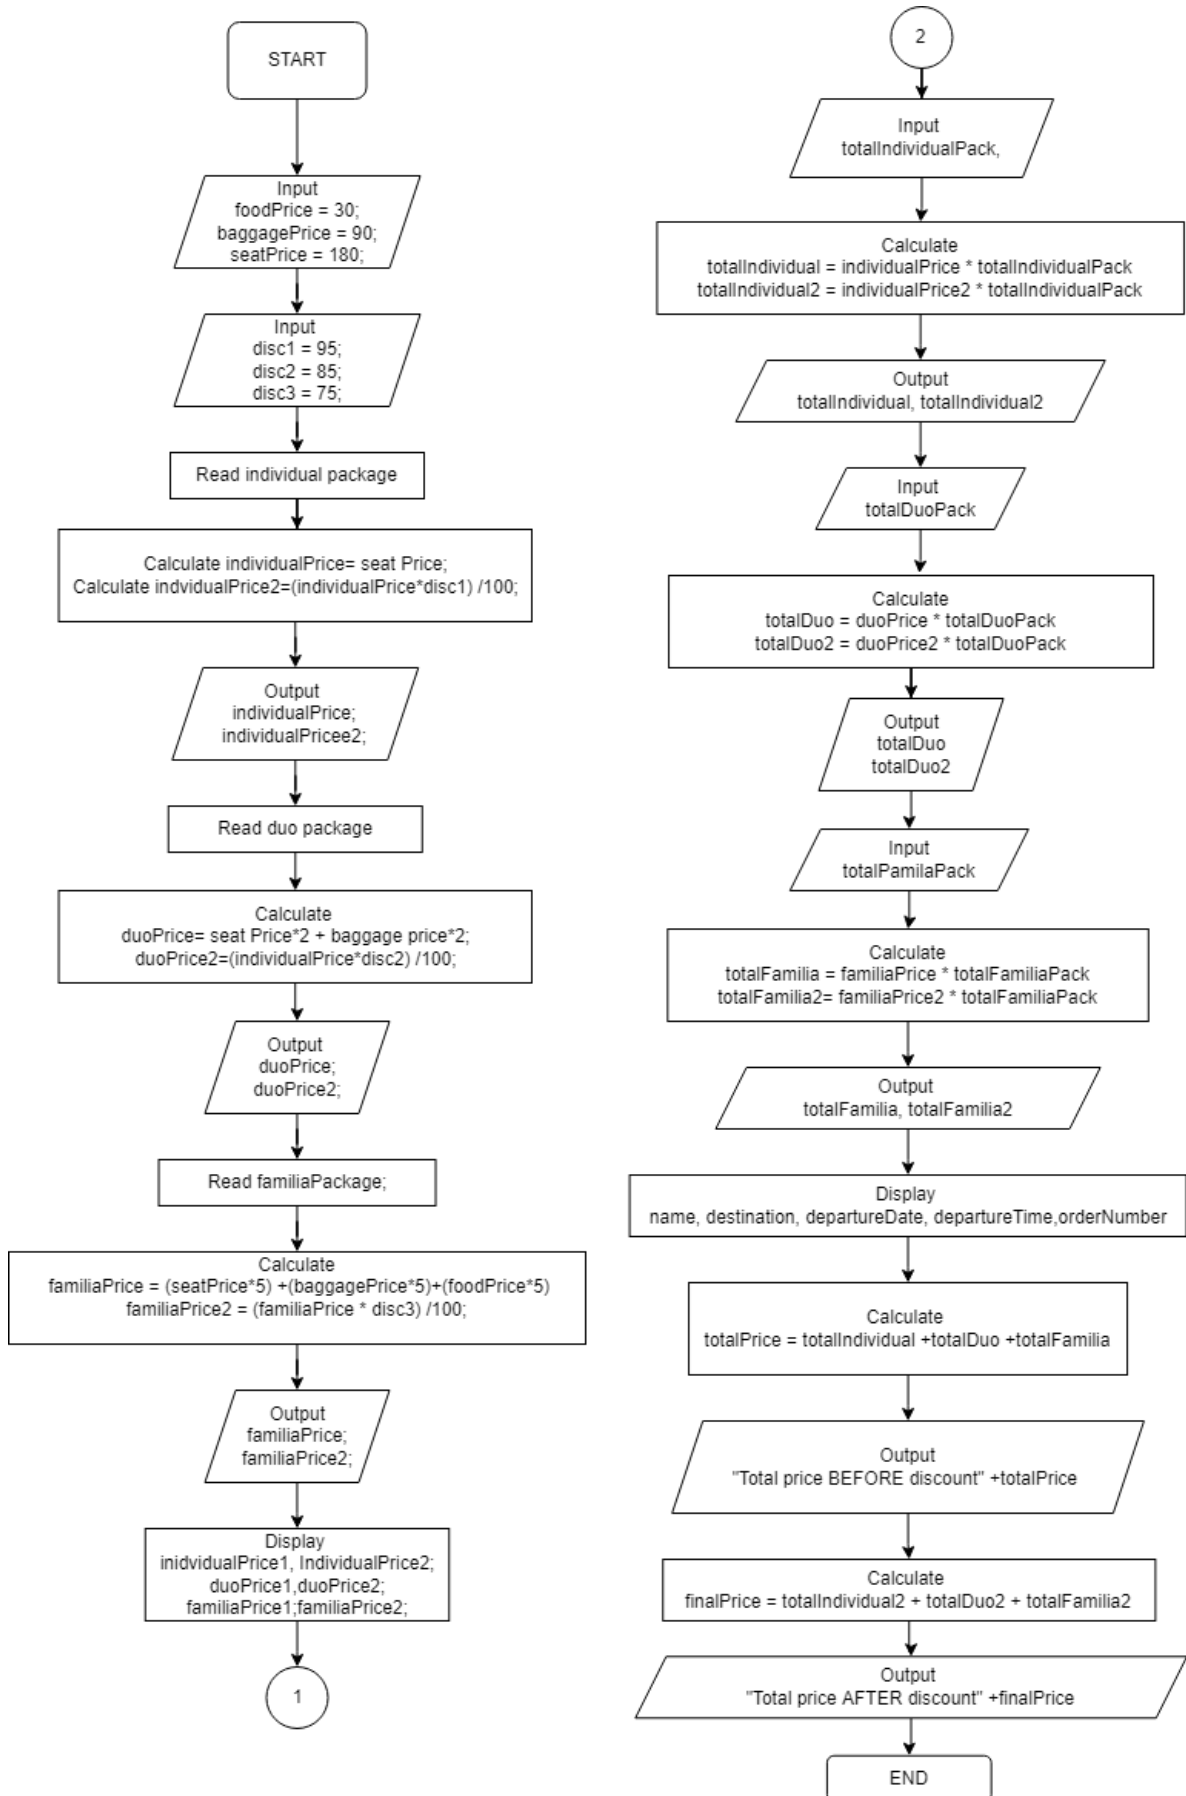 START
Input
foodPrice = 30;
baggagePrice = 90;
seatPrice = 180;
Input
disc1 = 95;
disc2 = 85;
disc3 = 75;
Read individual package
Calculate individualPrice= seat Price;
Calculate indvidualPrice2=(individualPrice*disc1) /100;
Output
individualPrice;
individualPricee2;
Read duo package
Calculate
duoPrice= seat Price*2 + baggage price*2;
duoPrice2=(individualPrice*disc2) /100;
Output
duoPrice;
duoPrice2;
Read familiaPackage;
Calculate
familiaPrice = (seatPrice*5) +(baggagePrice*5)+(foodPrice*5)
familiaPrice2 = (familiaPrice * disc3) /100;
Output
familiaPrice;
familiaPrice2;
Display
inidvidualPrice1, IndividualPrice2;
duoPrice1,duoPrice2;
familiaPrice1;familiaPrice2;
1
2
Input
totalIndividualPack,
Calculate
totalIndividual = individualPrice * totalIndividualPack
totalIndividual2 = individualPrice2 * totalIndividualPack
Output
totalIndividual, totalIndividual2
Input
totalDuoPack
Calculate
totalDuo = duoPrice * totalDuoPack
totalDuo2 = duoPrice2 * totalDuoPack
Output
totalDuo
totalDuo2
Input
totalPamilaPack
Calculate
totalFamilia = familiaPrice * totalFamiliaPack
totalFamilia2= familiaPrice2 * totalFamiliaPack
Output
totalFamilia, totalFamilia2
Display
name, destination, departureDate, departureTime,orderNumber
Calculate
totalPrice = totalIndividual +totalDuo +totalFamilia
Output
"Total price BEFORE discount" +totalPrice
Calculate
finalPrice = totalIndividual2 + totalDuo2 + totalFamilia2
Output
"Total price AFTER discount" +finalPrice
END